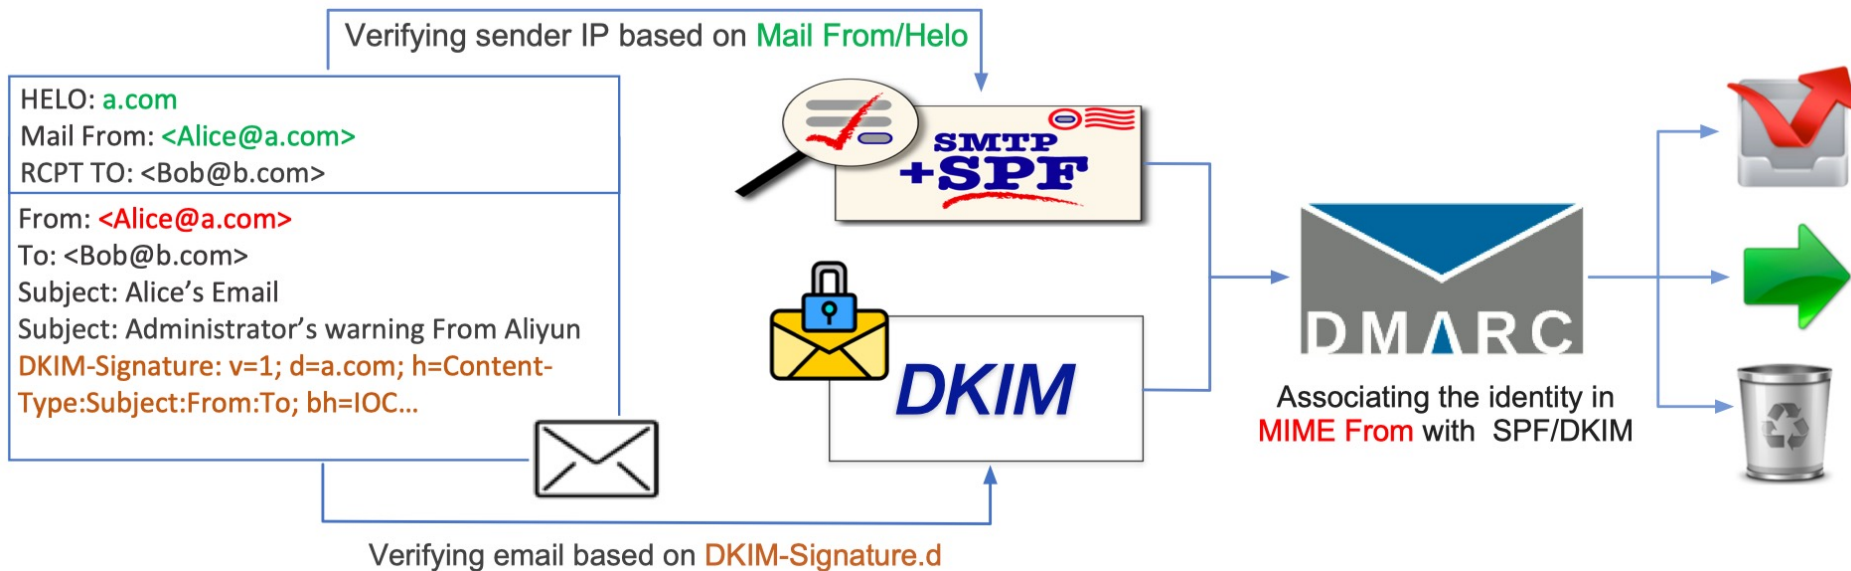 Verifying sender IP based on Mail From/Helo
HELO: a.com
Mail From: <Alice@a.com>
RCPT TO: <Bob@b.com>
From: <Alice@a.com>
To: <Bob@b.com>
Subject: Alice’s Email
Subject: Administrator’s warning From Aliyun
DKIM-Signature: v=1; d=a.com; h=Content-
Type:Subject:From:To; bh=IOC...
Verifying email based on DKIM-Signature.d
SMTP
+SPF
DKIM
DMARC
Associating the identity in
MIME From with SPF/DKIM